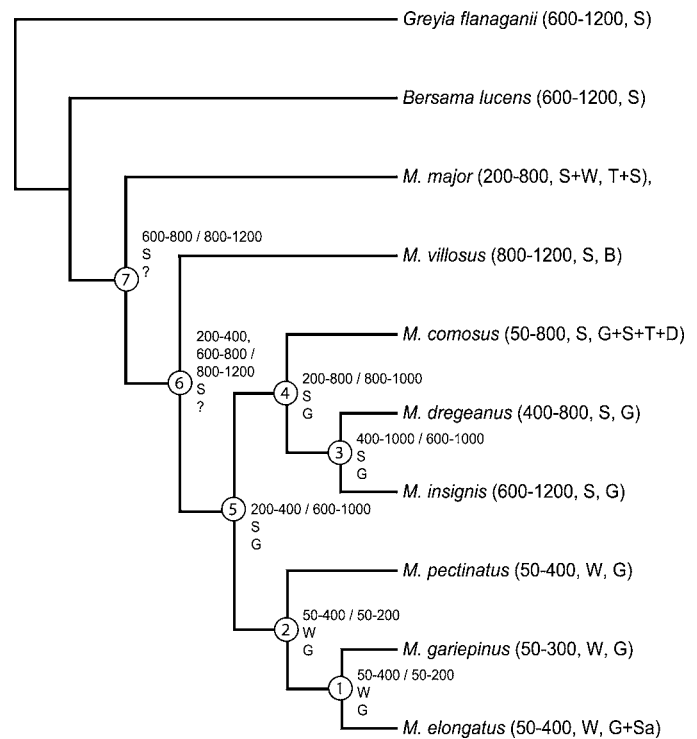 Greyia flanaganii (600-1200, S)
Bersama lucens (600-1200, S)
M. major (200-800, S+W, T+S),
600-800 / 800-1200
S
?
7
M. villosus (800-1200, S, B)
200-400,
600-800 /
800-1200
S
?
6
M. comosus (50-800, S, G+S+T+D)
4
200-800 / 800-1000
S
G
M. dregeanus (400-800, S, G)
3
400-1000 / 600-1000
S
G
M. insignis (600-1200, S, G)
5
200-400 / 600-1000
S
G
M. pectinatus (50-400, W, G)
2
50-400 / 50-200
W
G
M. gariepinus (50-300, W, G)
1
50-400 / 50-200
W
G
M. elongatus (50-400, W, G+Sa)